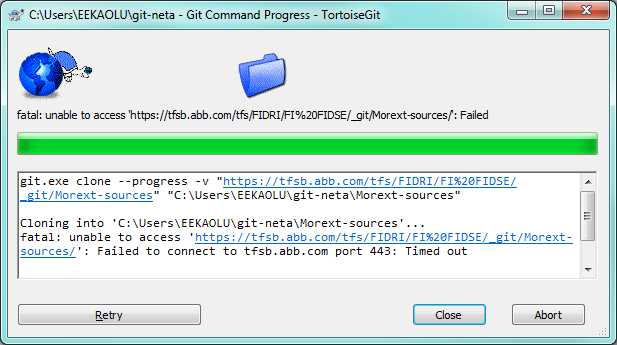 C:\Users\EEKAOLU\git-neta - Git Command Progress - TortoiseGit
fatal: unable to access 'https://tfsb.abb.com/tfs/FIDRI/FI%20FIDSE/_git/Morext-sources/': Failed
git.exe clone --progress -v "https://tfsb.abb.com/tfs/FIDRI/FI%20FIDSE/
_git/Morext-sources" "C:\Users\EEKAOLU\git-neta\Morext-sources"
Cloning into 'C:\Users\EEKAOLU\git-neta\Morext-sources'...
fatal: unable to access 'https://tfsb.abb.com/tfs/FIDRI/FI%20FIDSE/_git/Morext-
sources/': Failed to connect to tfsb.abb.com port 443: Timed out
Retry
Close
Abort